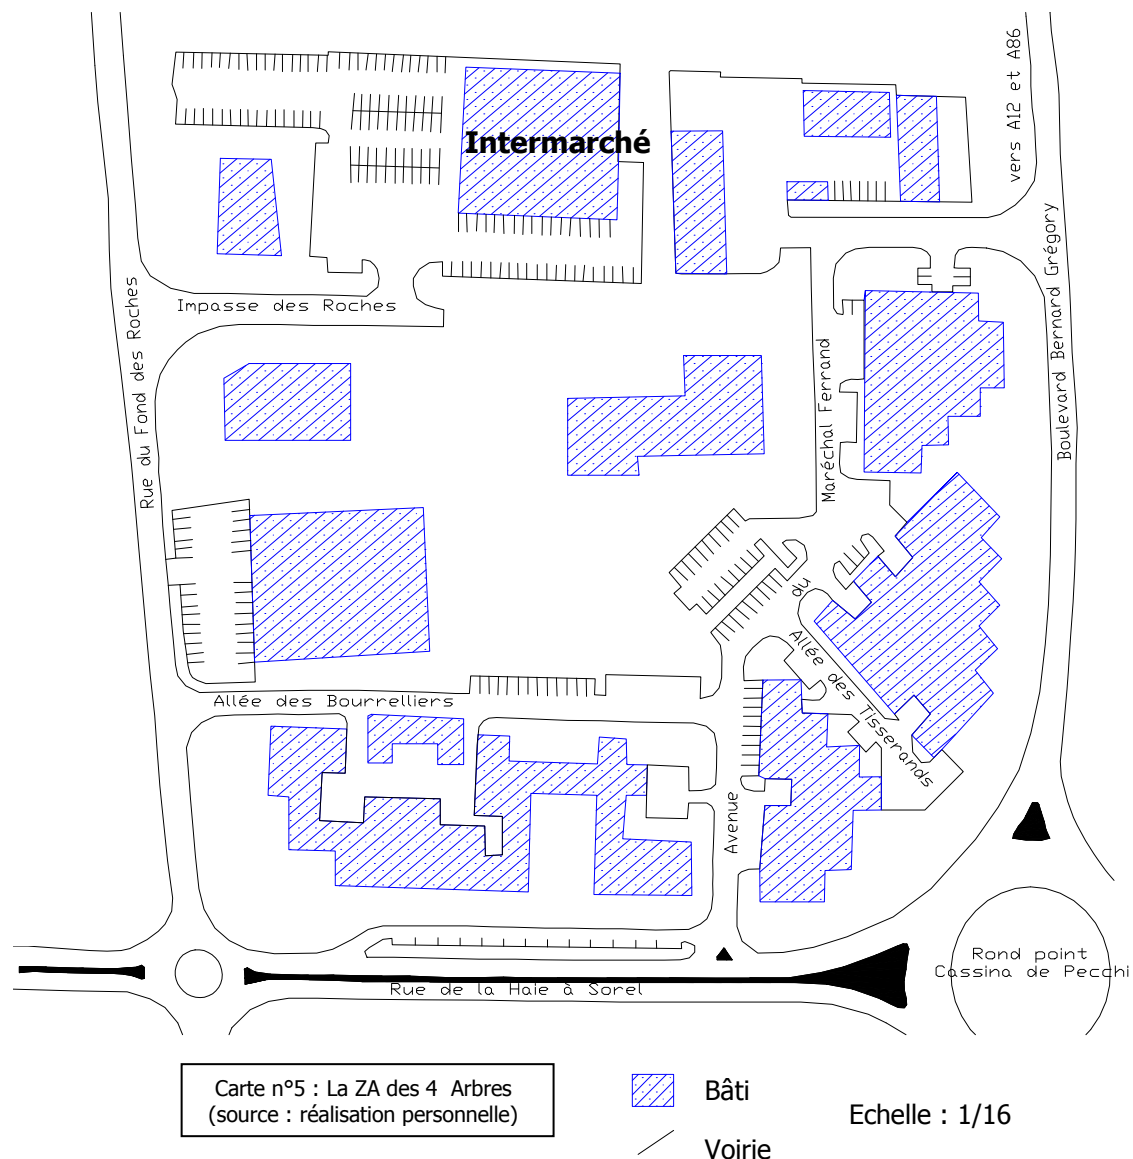 vers A12 et A86
Intermarché
Boulevard Bernard Grégory
Rue du Fond des Roches
Impasse des Roches
Avenue du Maréchal Ferrand
Allée des Tisserands
Allée des Bourrelliers
Rond point
Cassina de Pecchi
Rue de la Haie à Sorel
Carte n°5 : La ZA des 4 Arbres
(source : réalisation personnelle)
Bâti
Voirie
Echelle : 1/16